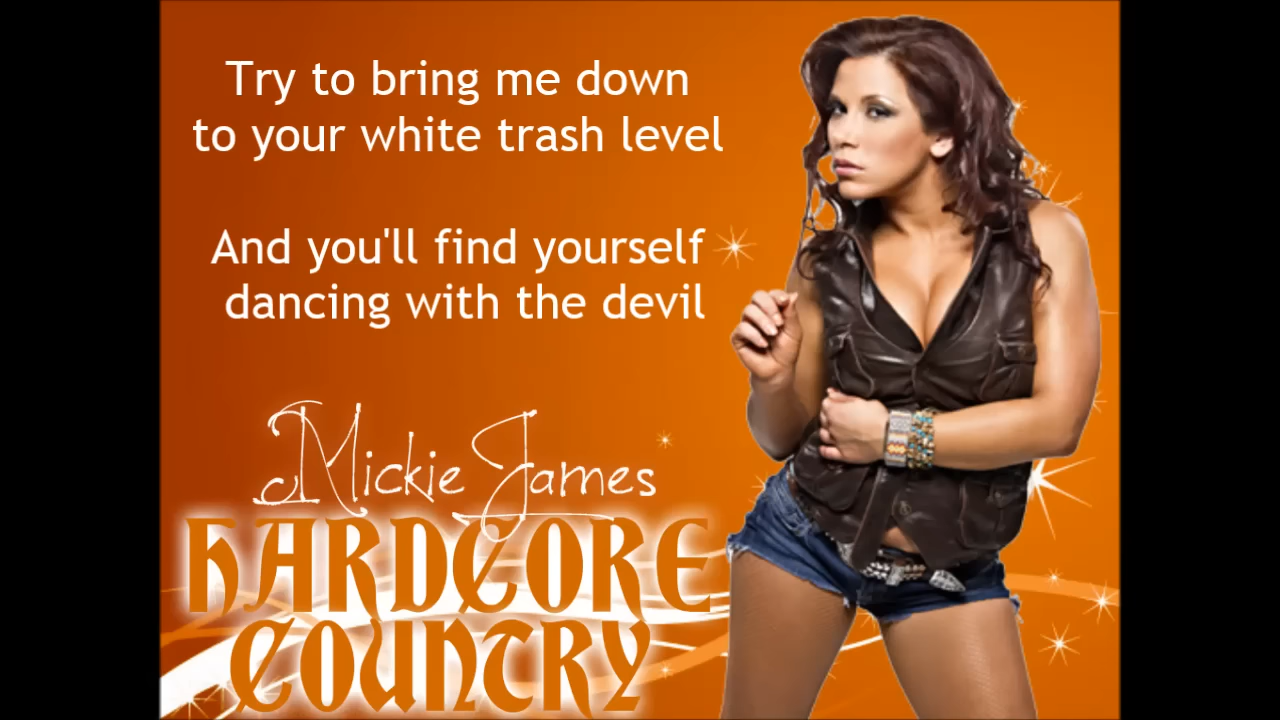 Try to bring me down
to your white trash level
And you'll find yourself
dancing with the devil
Mickie James
HARDCORE
COUNTRY